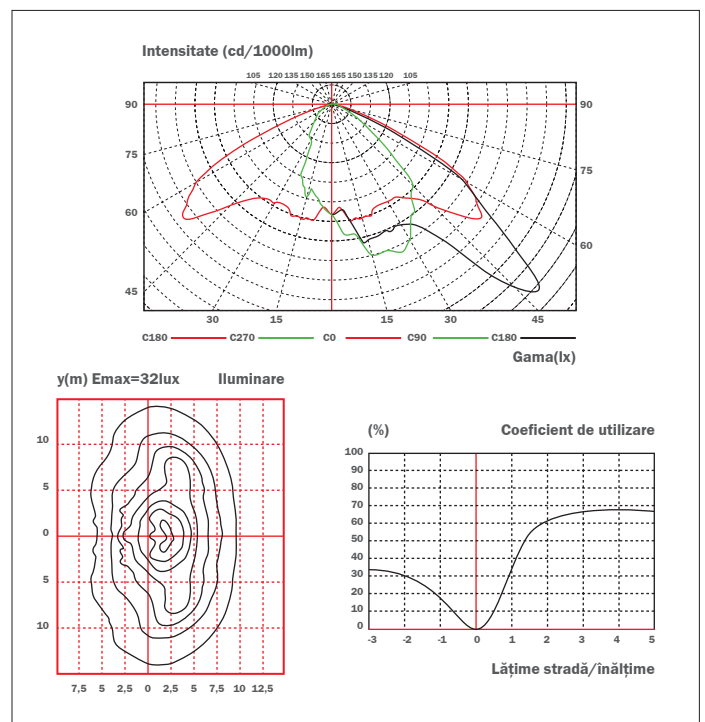 Intensitate (cd/1000lm)
105 120 135 150 165 165 150 135 120 105
90 90
75 75
60 60
45
30 15 15 30 45
C180 C270 C0 C90 C180
Gama(lx)
y(m) Emax=32lux Iluminare
10
5
0
5
10
7,5 5 2,5 0 2,5 5 7,5 10 12,5
(%) Coeficient de utilizare
100
90
80
70
60
50
40
30
20
10
0
-3 -2 -1 0 1 2 3 4 5
Lățime stradă/înălțime